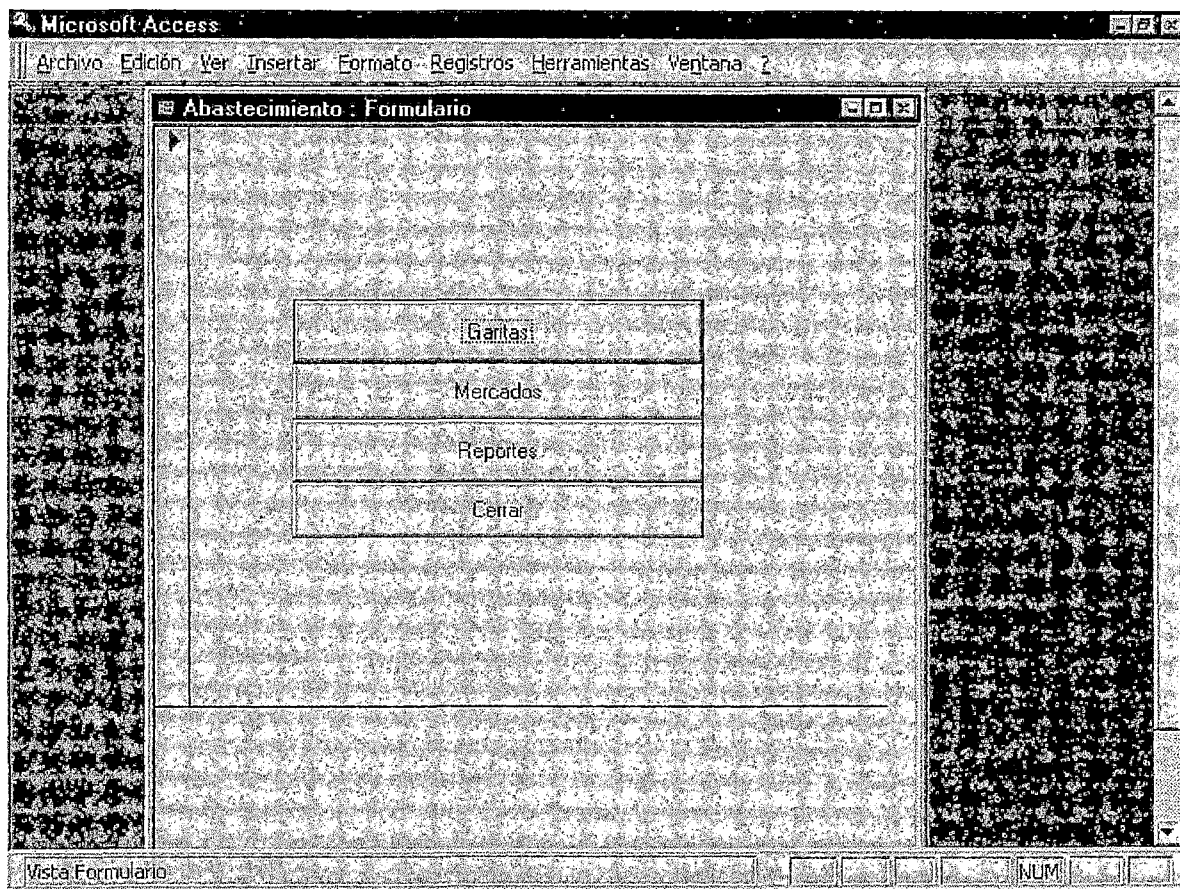 Microsoft Access
Archivo Edición Ver Insertar Formato Registros Herramientas Ventana ?
Abastecimiento : Formulario
Garitas
Mercados
Reportes
Cerrar
Vista Formulario NUM